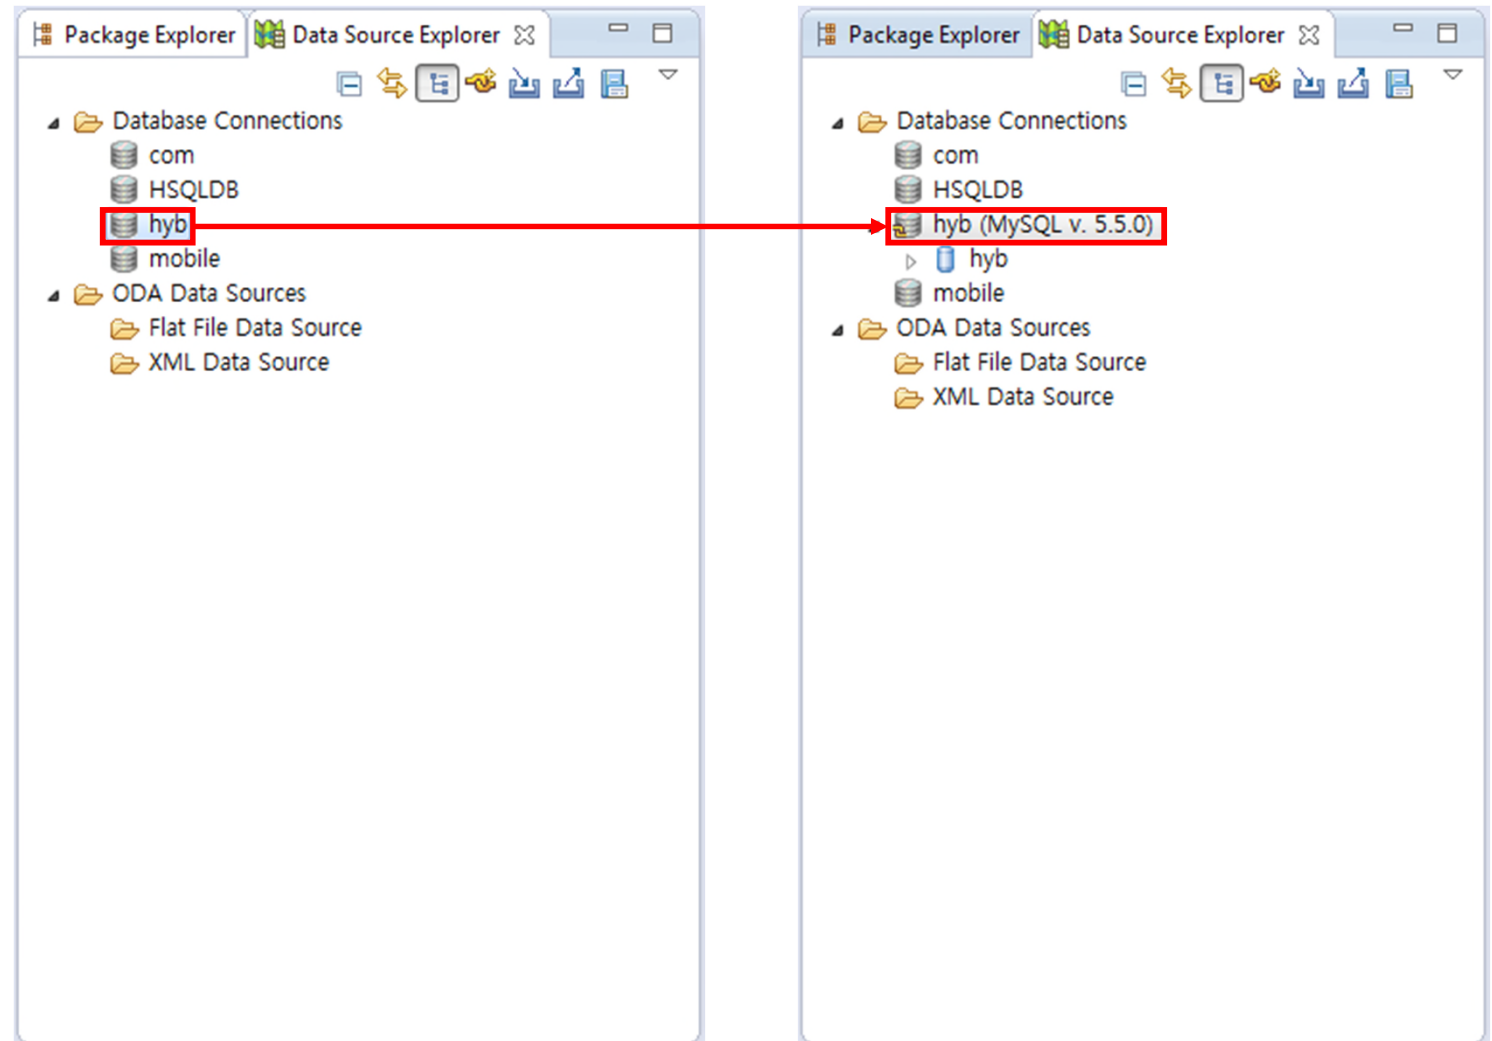 Package Explorer
Data Source Explorer
Database Connections
com
HSQLDB
hyb
mobile
ODA Data Sources
Flat File Data Source
XML Data Source
Package Explorer
Data Source Explorer
Database Connections
com
HSQLDB
hyb (MySQL v. 5.5.0)
hyb
mobile
ODA Data Sources
Flat File Data Source
XML Data Source